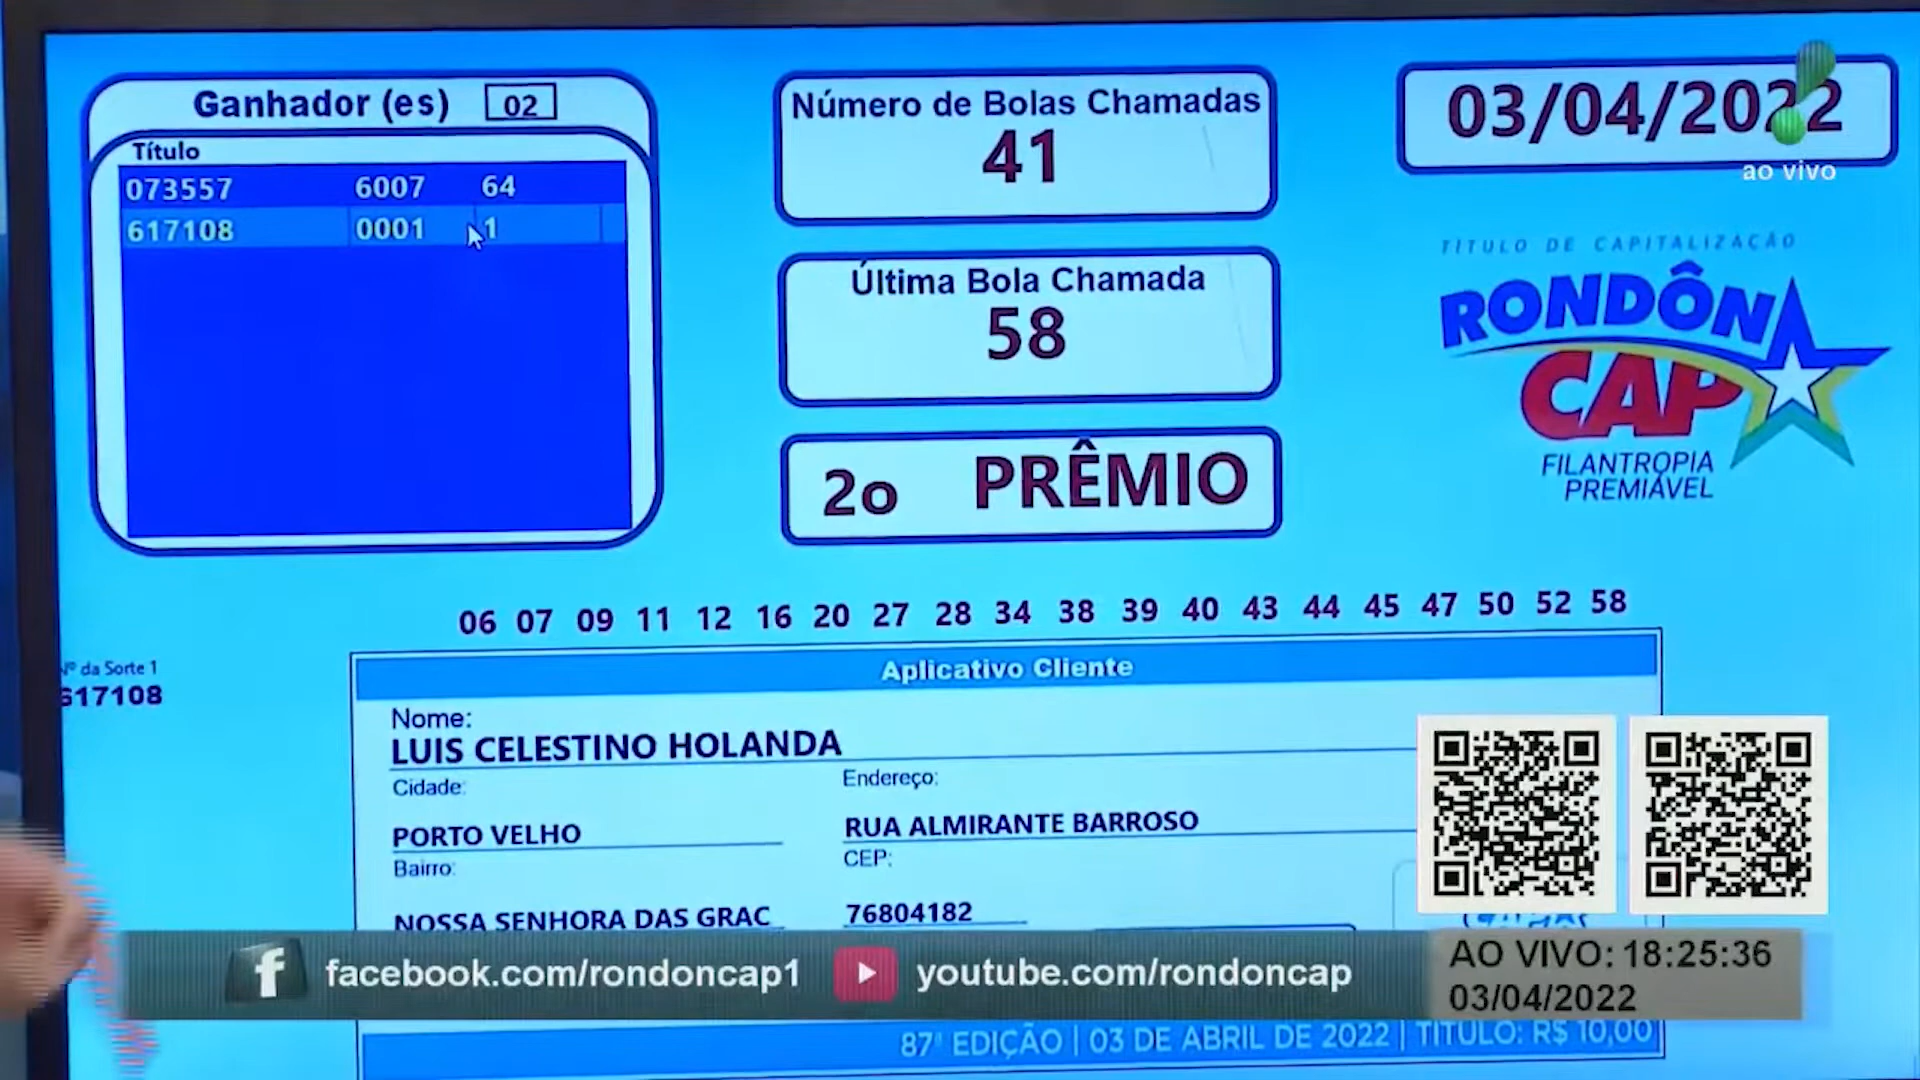 Ganhador (es) 02
Título
073557 6007 64
617108 0001 1
Número de Bolas Chamadas
41
Última Bola Chamada
58
2o PRÊMIO
03/04/2022
ao vivo
TÍTULO DE CAPITALIZAÇÃO
RONDÔN
CAP
FILANTROPIA
PREMIÁVEL
06 07 09 11 12 16 20 27 28 34 38 39 40 43 44 45 47 50 52 58
Nº da Sorte 1
617108
Aplicativo Cliente
Nome:
LUIS CELESTINO HOLANDA
Cidade:
Endereço:
PORTO VELHO
RUA ALMIRANTE BARROSO
Bairro:
CEP:
NOSSA SENHORA DAS GRAC
76804182
facebook.com/rondoncap1
youtube.com/rondoncap
AO VIVO: 18:25:36
03/04/2022
87ª EDIÇÃO | 03 DE ABRIL DE 2022 | TÍTULO: R$ 10,00